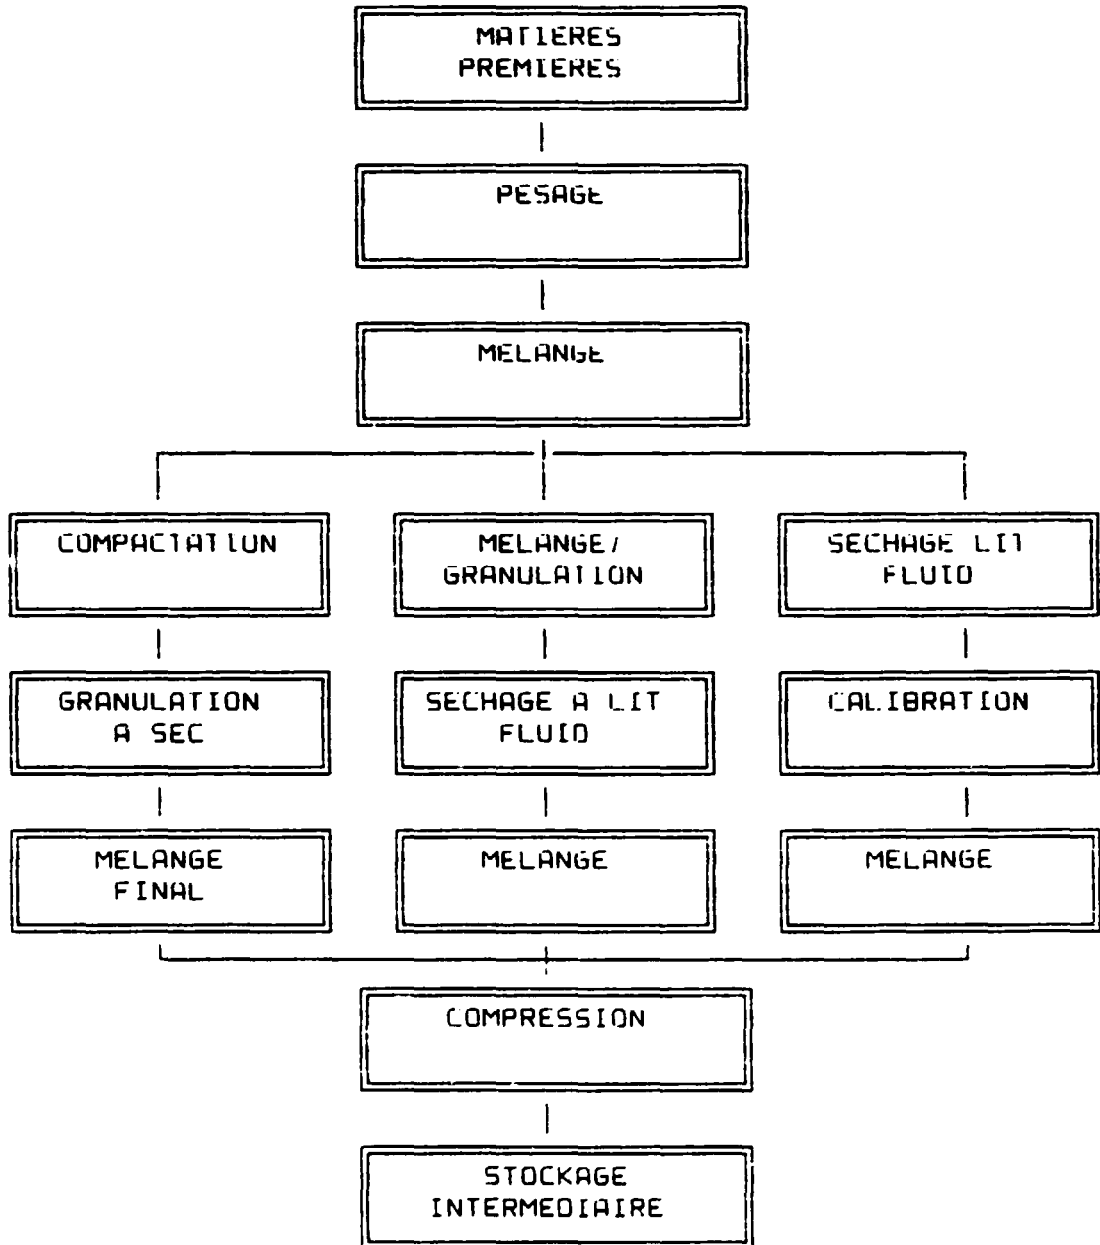 MATIERES
PREMIERES
PESAGE
MELANGE
COMPACTATION
MELANGE/
GRANULATION
SECHAGE LIT
FLUID
GRANULATION
A SEC
SECHAGE A LIT
FLUID
CALIBRATION
MELANGE
FINAL
MELANGE
MELANGE
COMPRESSION
STOCKAGE
INTERMEDIAIRE